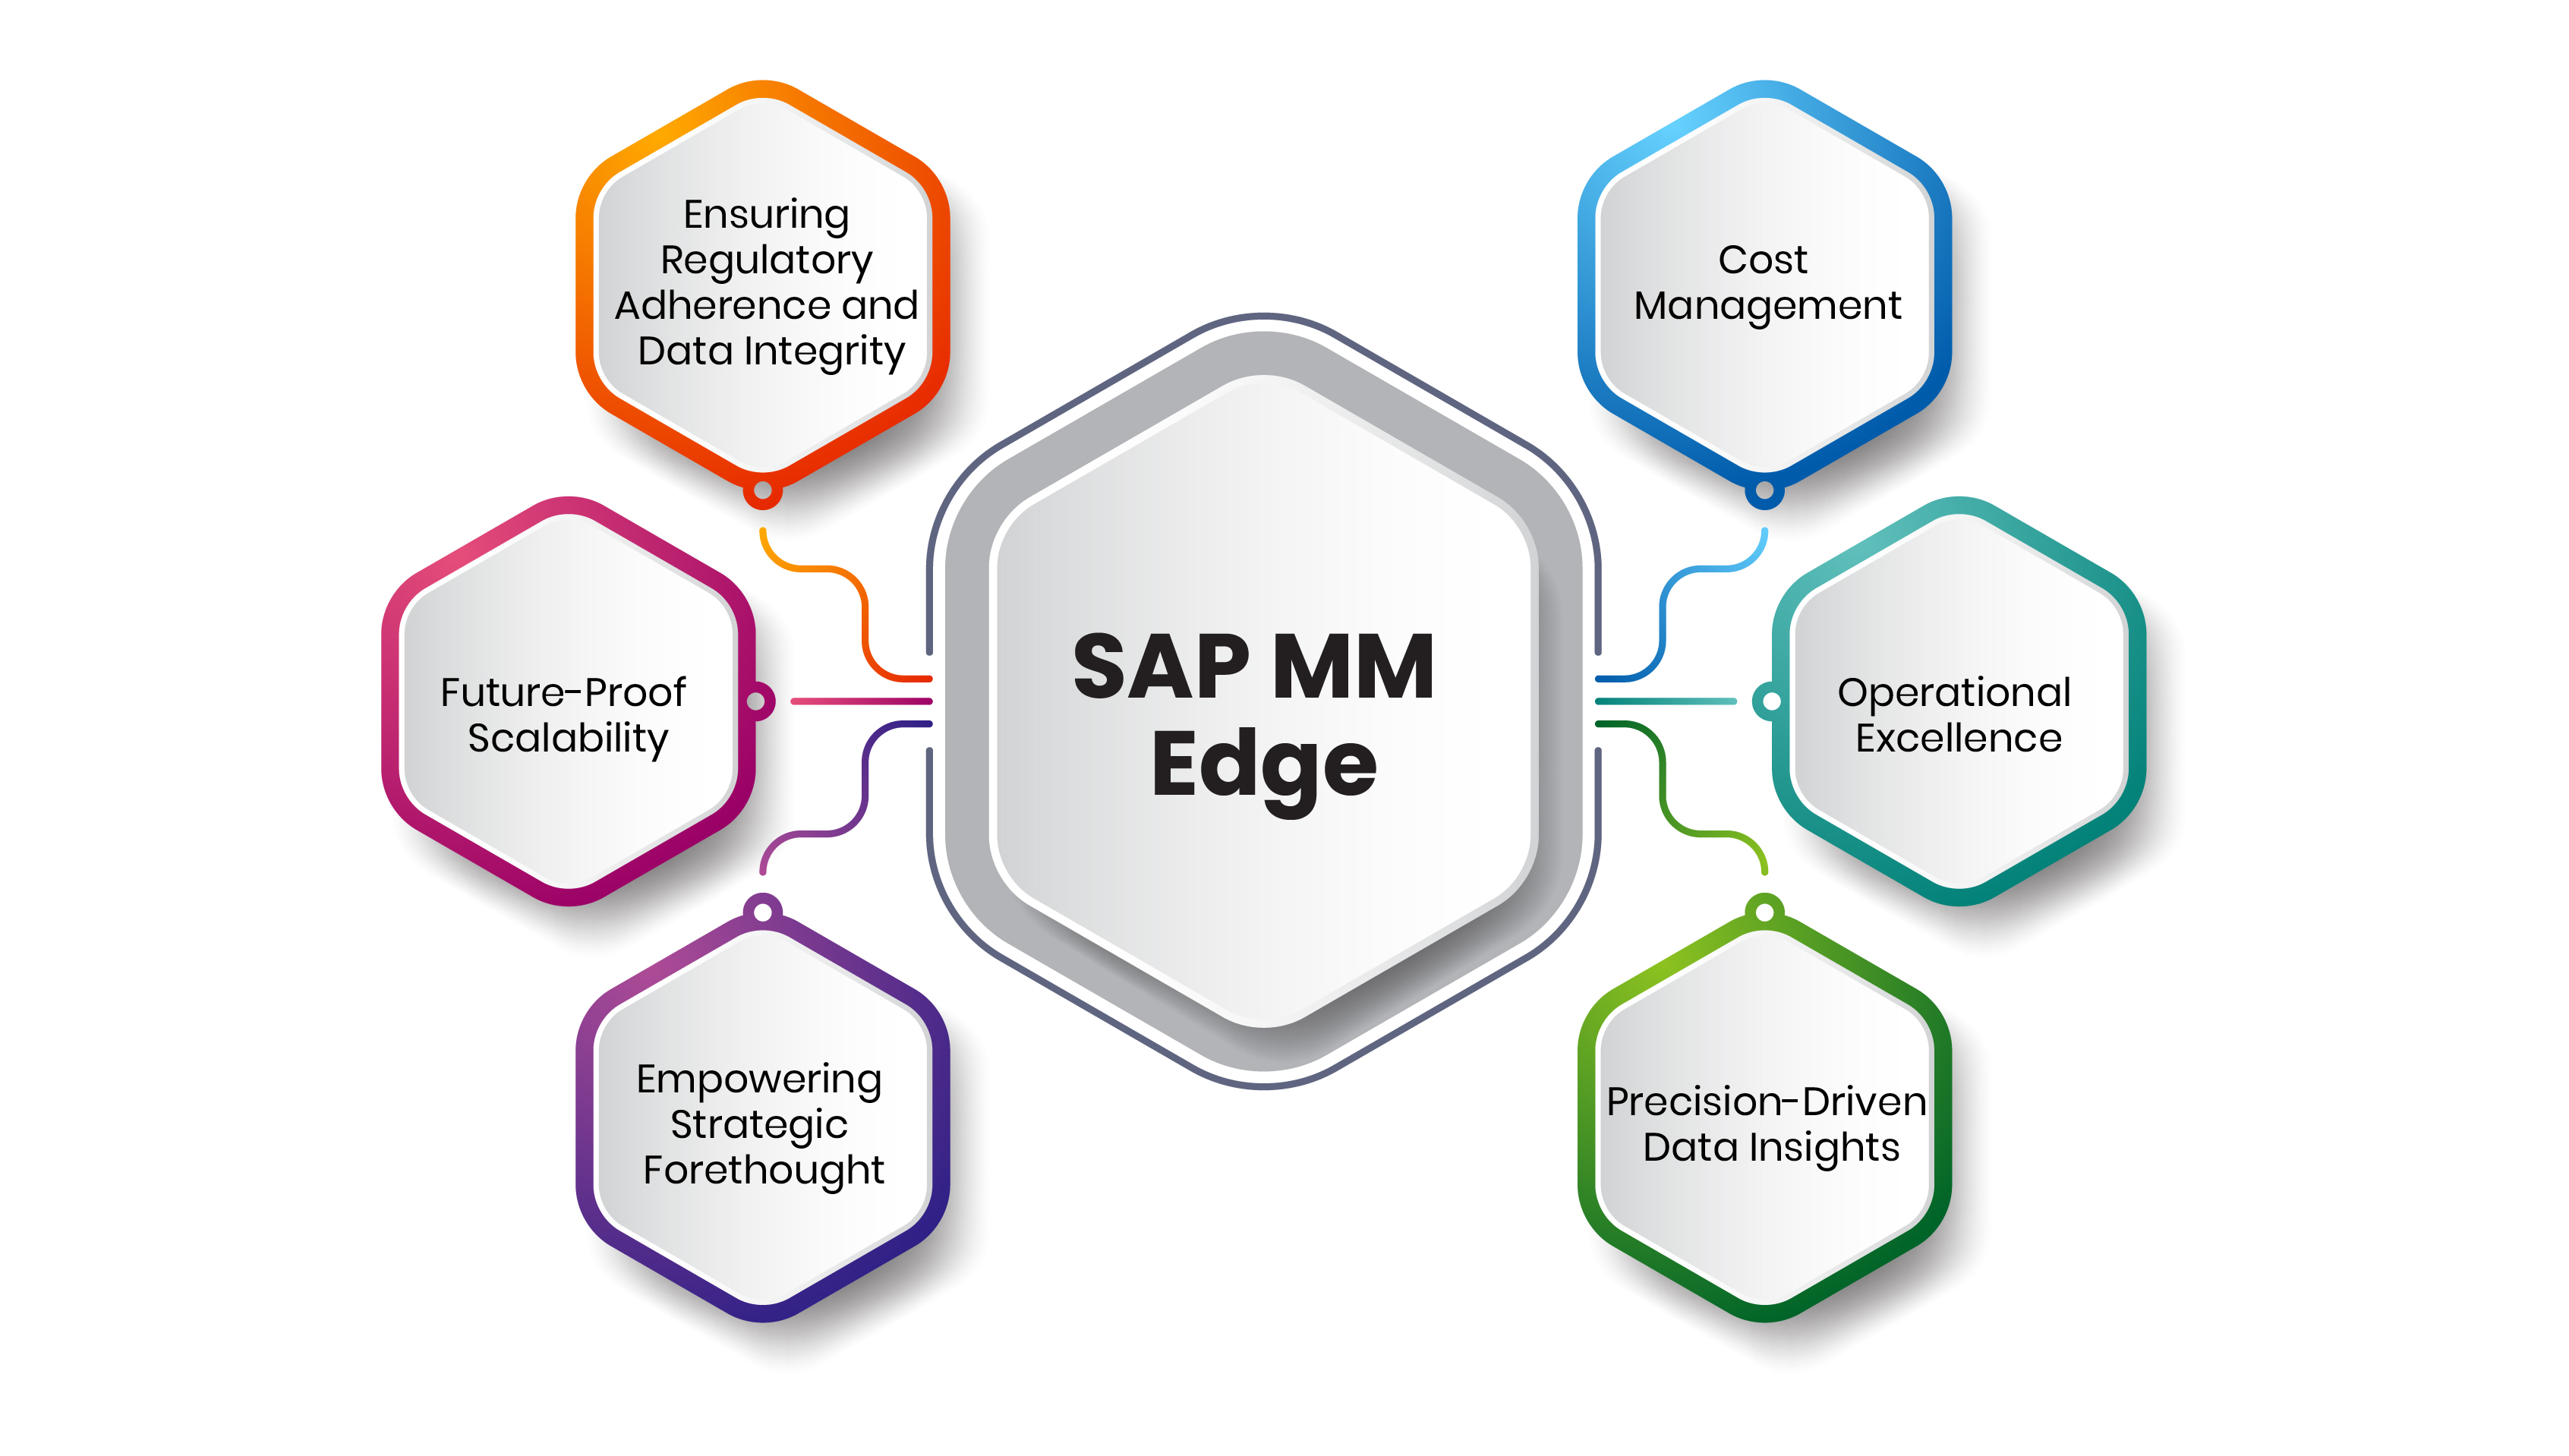 Ensuring
Regulatory
Adherence and
Data Integrity
Cost
Management
Future-Proof
Scalability
SAP MM
Edge
Operational
Excellence
Empowering
Strategic
Forethought
Precision-Driven
Data Insights